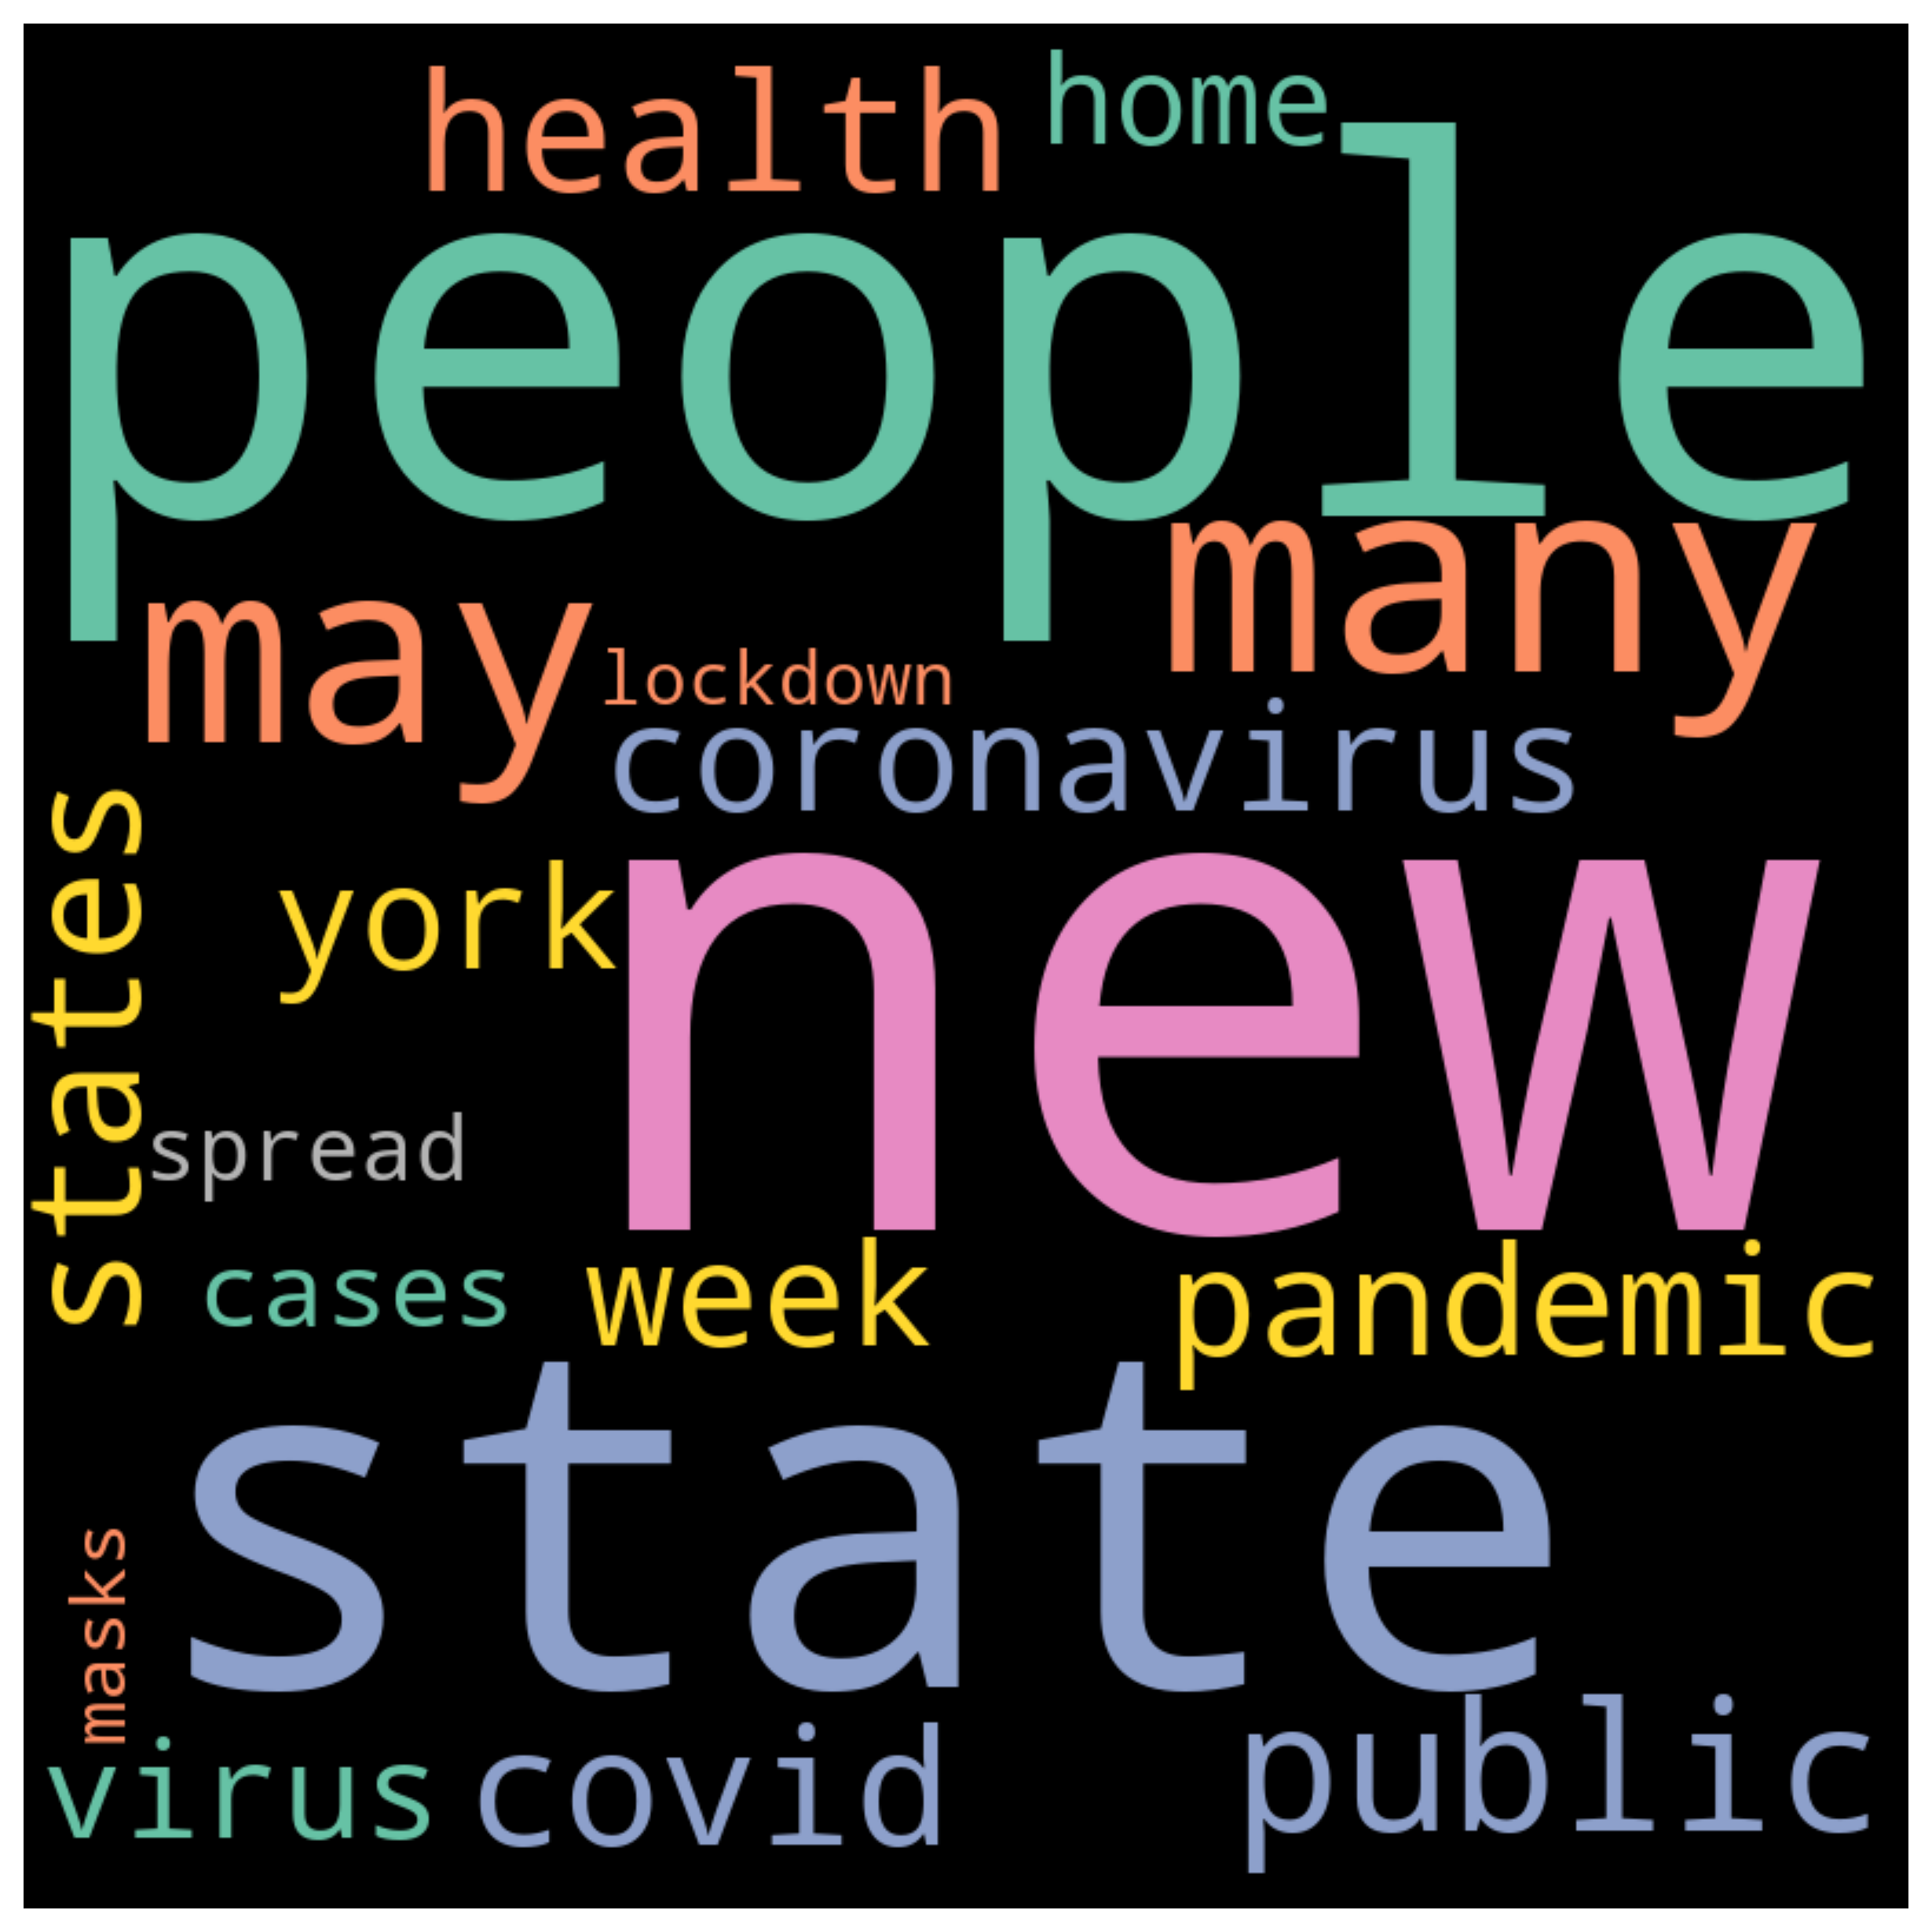 health
home
people
many
may
lockdown
coronavirus
states
york
new
spread
cases
week
pandemic
state
masks
virus
covid
public